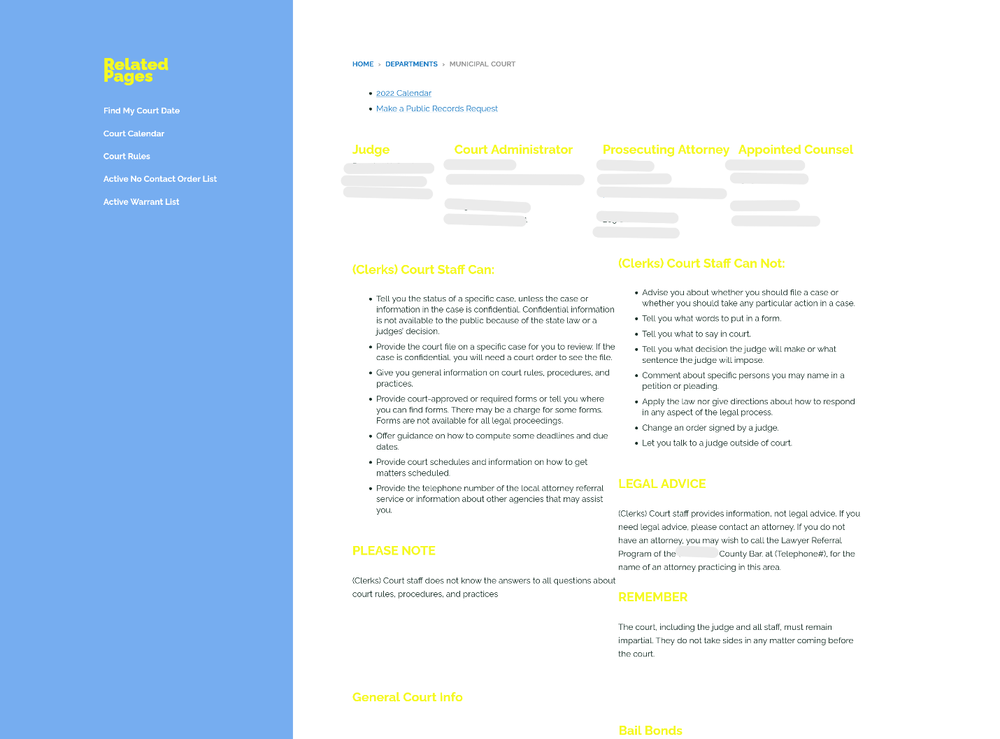 Related
Pages
Find My Court Date
Court Calendar
Court Rules
Active No Contact Order List
Active Warrant List
HOME › DEPARTMENTS › MUNICIPAL COURT
2022 Calendar
Make a Public Records Request
Judge
Court Administrator
Prosecuting Attorney
Appointed Counsel
(Clerks) Court Staff Can:
Tell you the status of a specific case, unless the case or
information in the case is confidential. Confidential information
is not available to the public because of the state law or a
judges’ decision.
Provide the court file on a specific case for you to review. If the
case is confidential, you will need a court order to see the file.
Give you general information on court rules, procedures, and
practices.
Provide court-approved or required forms or tell you where
you can find forms. There may be a charge for some forms.
Forms are not available for all legal proceedings.
Offer guidance on how to compute some deadlines and due
dates.
Provide court schedules and information on how to get
matters scheduled.
Provide the telephone number of the local attorney referral
service or information about other agencies that may assist
you.
PLEASE NOTE
(Clerks) Court staff does not know the answers to all questions about
court rules, procedures, and practices
(Clerks) Court Staff Can Not:
Advise you about whether you should file a case or
whether you should take any particular action in a case.
Tell you what words to put in a form.
Tell you what to say in court.
Tell you what decision the judge will make or what
sentence the judge will impose.
Comment about specific persons you may name in a
petition or pleading.
Apply the law nor give directions about how to respond
in any aspect of the legal process.
Change an order signed by a judge.
Let you talk to a judge outside of court.
LEGAL ADVICE
(Clerks) Court staff provides information, not legal advice. If you
need legal advice, please contact an attorney. If you do not
have an attorney, you may wish to call the Lawyer Referral
Program of the County Bar, at (Telephone#), for the
name of an attorney practicing in this area.
REMEMBER
The court, including the judge and all staff, must remain
impartial. They do not take sides in any matter coming before
the court.
General Court Info
Bail Bonds